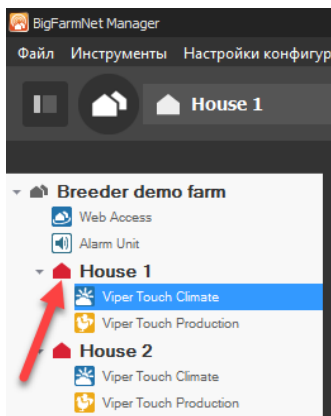 BigFarmNet Manager
Файл Инструменты Настройки конфигур
House 1
Breeder demo farm
Web Access
Alarm Unit
House 1
Viper Touch Climate
Viper Touch Production
House 2
Viper Touch Climate
Viper Touch Production